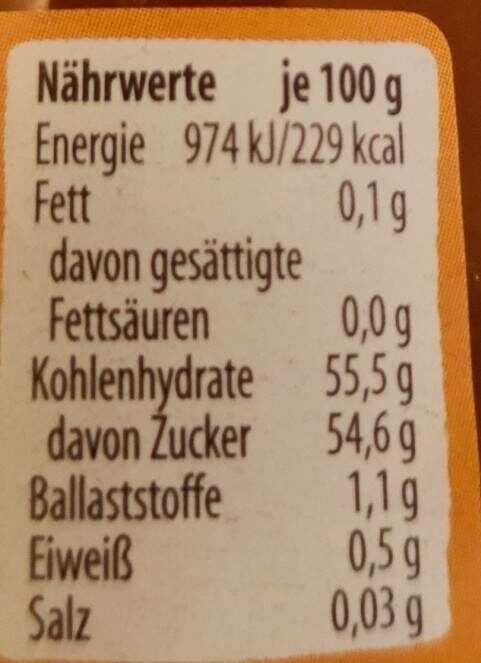 Nährwerte je 100 g
Energie 974 kJ/229 kcal
Fett 0,1 g
davon gesättigte
Fettsäuren 0,0 g
Kohlenhydrate 55,5 g
davon Zucker 54,6 g
Ballaststoffe 1,1 g
Eiweiß 0,5 g
Salz 0,03 g